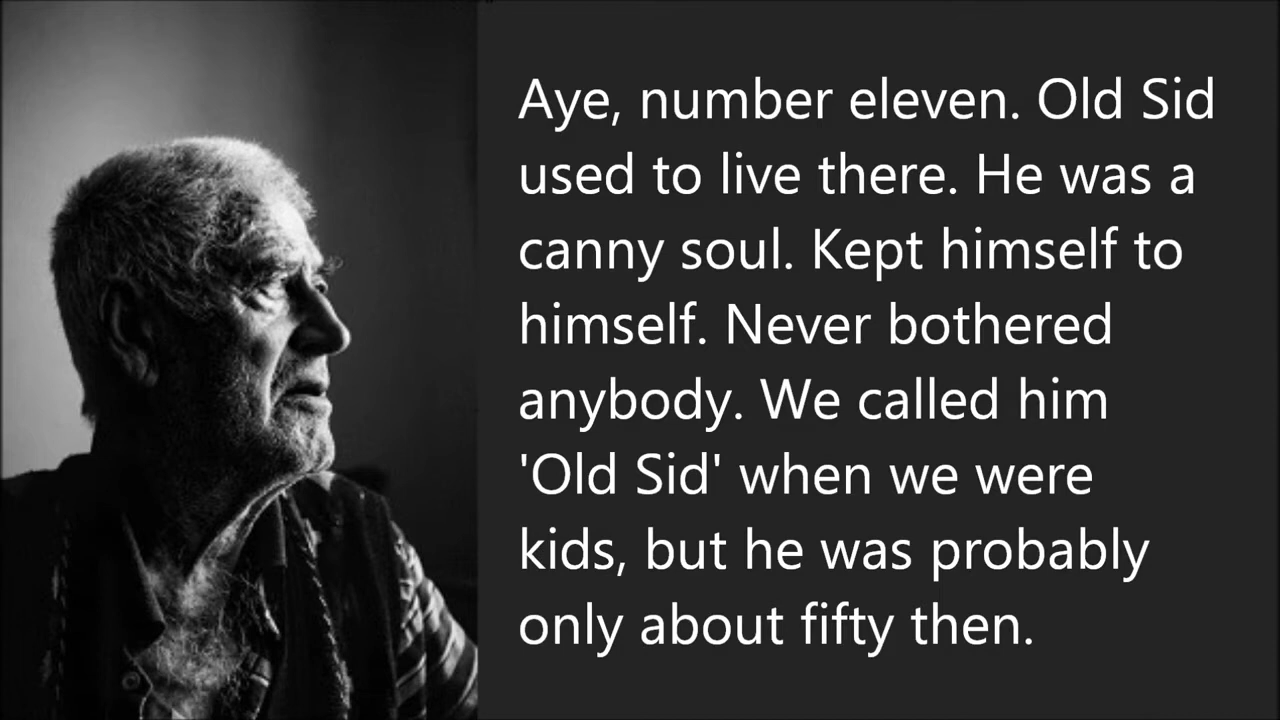 Aye, number eleven. Old Sid
used to live there. He was a
canny soul. Kept himself to
himself. Never bothered
anybody. We called him
'Old Sid' when we were
kids, but he was probably
only about fifty then.